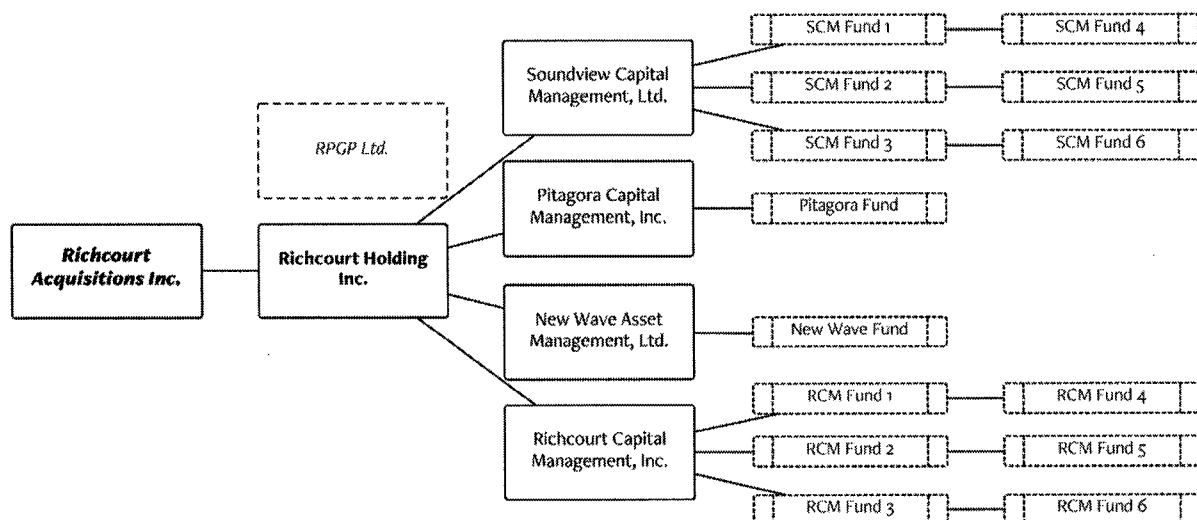 SCM Fund 1
SCM Fund 4
Soundview Capital
Management, Ltd.
SCM Fund 2
SCM Fund 5
RPGP Ltd.
SCM Fund 3
SCM Fund 6
Pitagora Capital
Management, Inc.
Pitagora Fund
Richcourt
Acquisitions Inc.
Richcourt Holding
Inc.
New Wave Asset
Management, Ltd.
New Wave Fund
RCM Fund 1
RCM Fund 4
Richcourt Capital
Management, Inc.
RCM Fund 2
RCM Fund 5
RCM Fund 3
RCM Fund 6